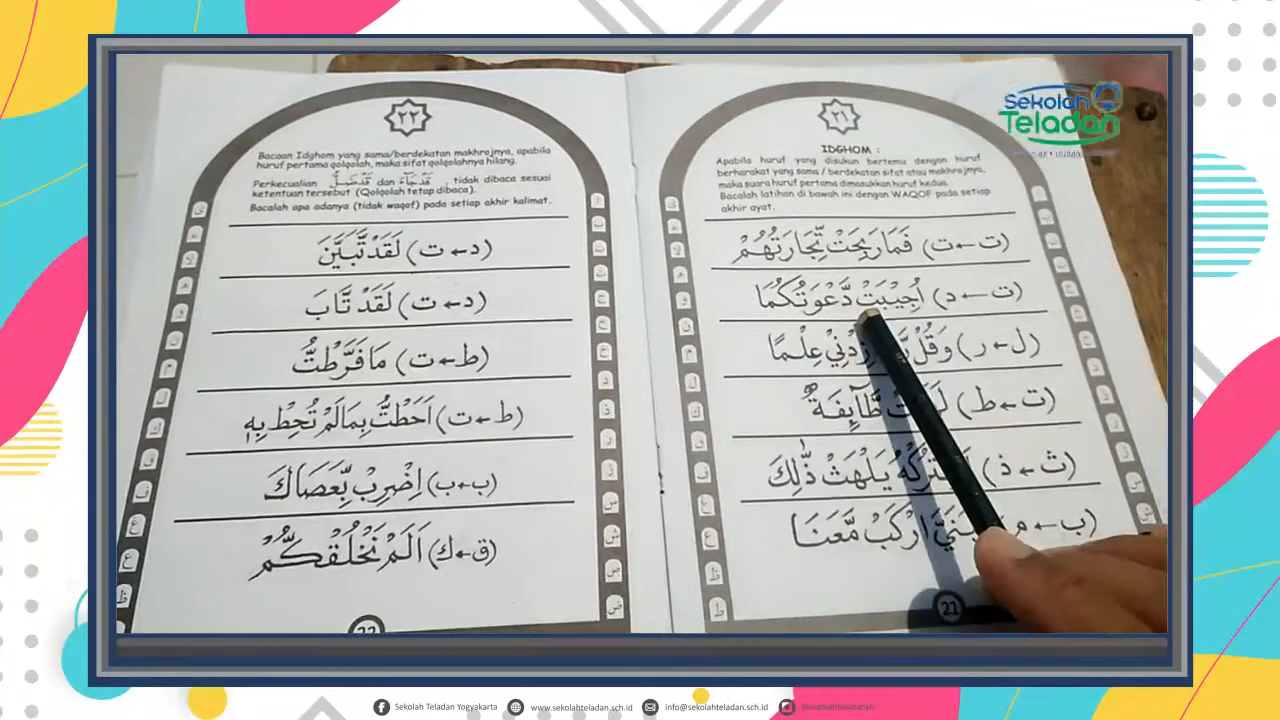 Sekolah
Teladan
٢١
IDGHOM :
Apabila huruf yang disukun bertemu dengan huruf
berharakat yang sama / berdekatan sifat atau makhrojnya,
maka suara huruf pertama dimasukkan huruf kedua.
Bacalah latihan di bawah ini dengan WAQOF pada setiap
akhir ayat.
(ت ← ت) فَمَارَبِحَتْ تِّجَارَتُهُمْ
(ت ← د) اُجِيْبَتْ دَّعْوَتُكُمَا
(ل ← ر) وَقُلْ زِدْنِيْ عِلْمًا
(ت ← ط) طَّآئِفَةٌ
(ث ← ذ) يَلْهَثْ ذّٰلِكَ
(ب ← م) ارْكَبْ مَّعَنَا
21
٢٢
Bacaan Idghom yang sama/berdekatan makhrojnya, apabila
huruf pertama qolqolah, maka sifat qolqolahnya hilang.
Perkecualian قَدْضَلَّ dan قَدْجَآءَ , tidak dibaca sesuai
ketentuan tersebut (Qolqolah tetap dibaca).
Bacalah apa adanya (tidak waqof) pada setiap akhir kalimat.
(د ← ت) لَقَدْ تَّبَيَّنَ
(د ← ت) لَقَدْ تَّابَ
(ط ← ت) مَا فَرَّطْتُّ
(ط ← ت) اَحَطْتُّ بِمَالَمْ تُحِطْ بِهٖ
(ب ← ب) اِضْرِبْ بِّعَصَاكَ
(ق ← ك) اَلَمْ نَخْلُقْكُّمْ
22
Sekolah Teladan Yogyakarta www.sekolahteladan.sch.id info@sekolahteladan.sch.id